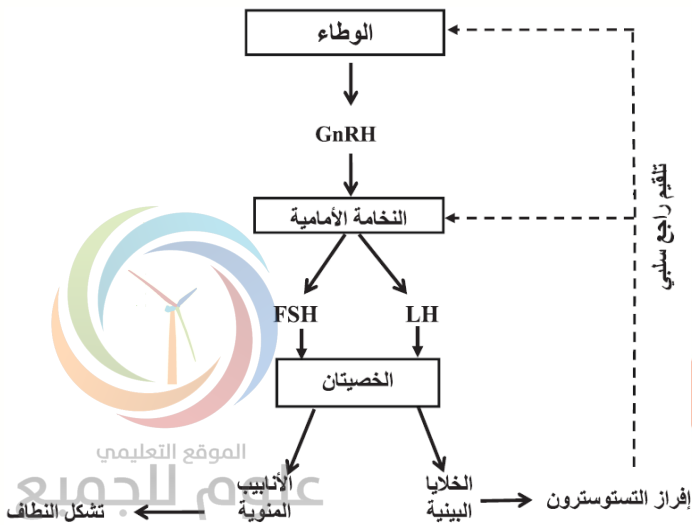 الوطاء
GnRH
النخامة الأمامية
تلقيم راجع سلبي
FSH
LH
الخصيتان
الموقع التعليمي
علوم للجميع
الخلايا
البينية
إفراز التستوسترون
الأنابيب
المنوية
تشكل النطاف